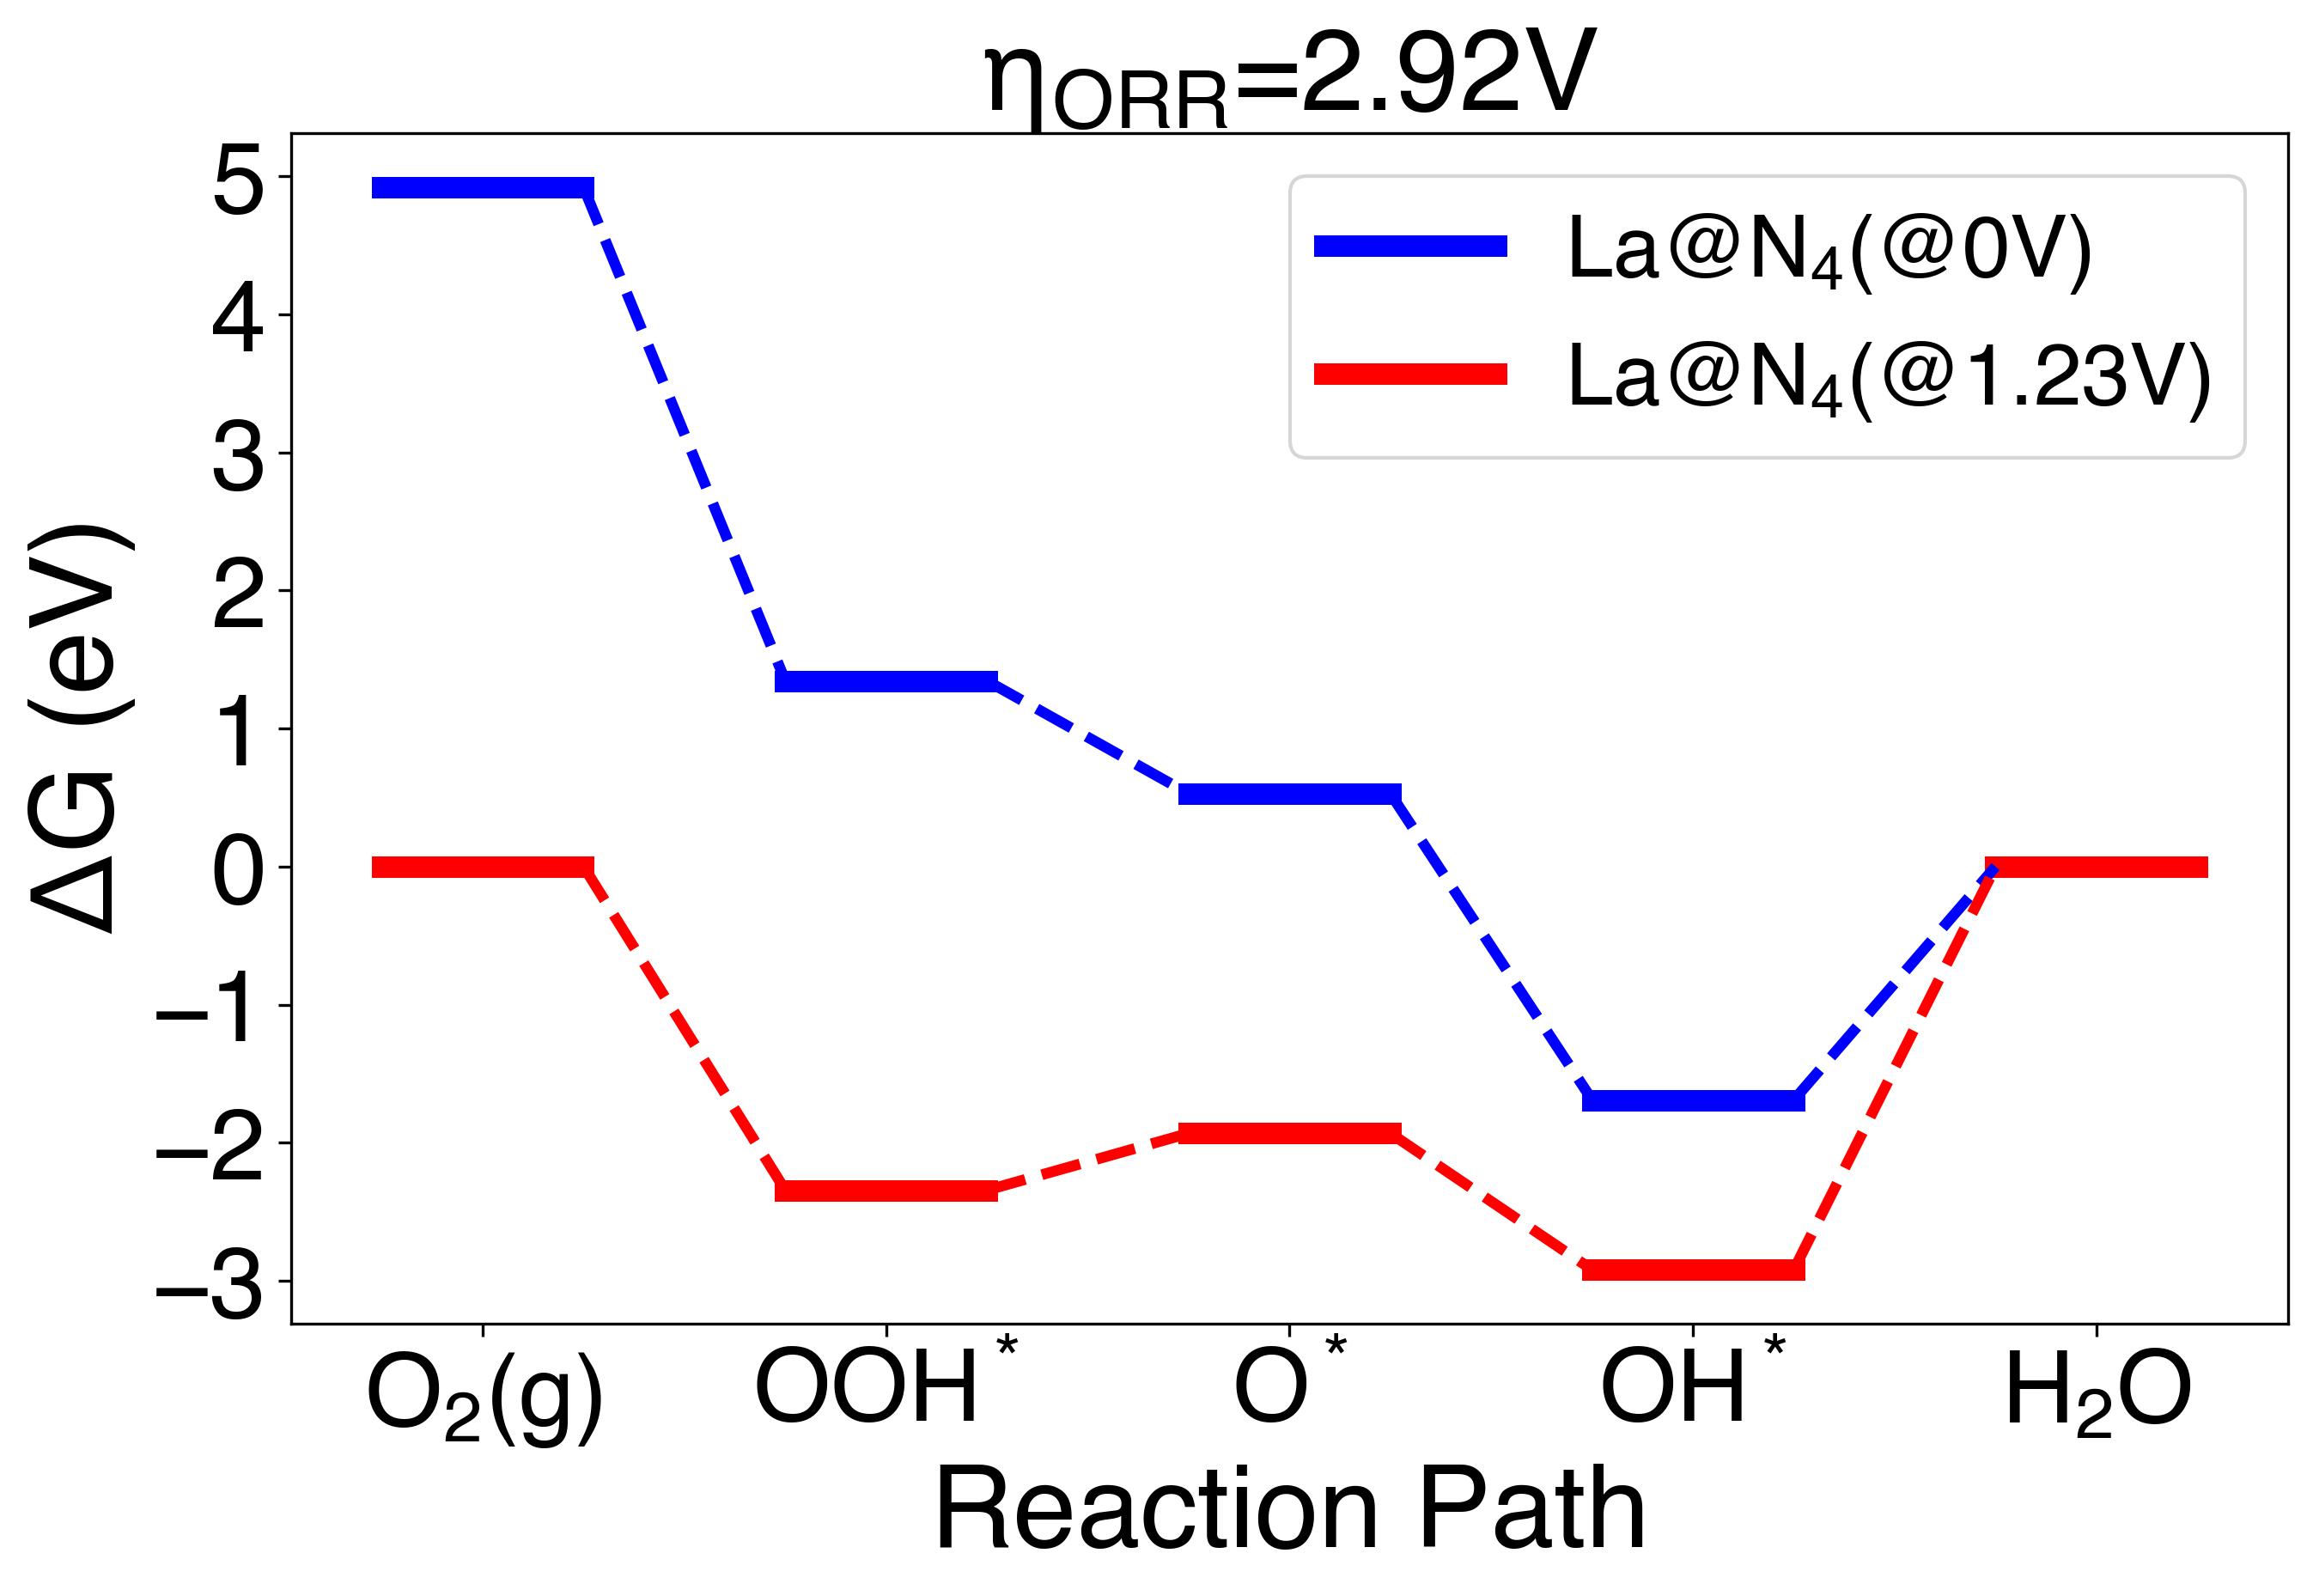 η_ORR=2.92V
La@N₄(@0V)
La@N₄(@1.23V)
ΔG (eV)
5
4
3
2
1
0
−1
−2
−3
O₂(g) OOH* O* OH* H₂O
Reaction Path